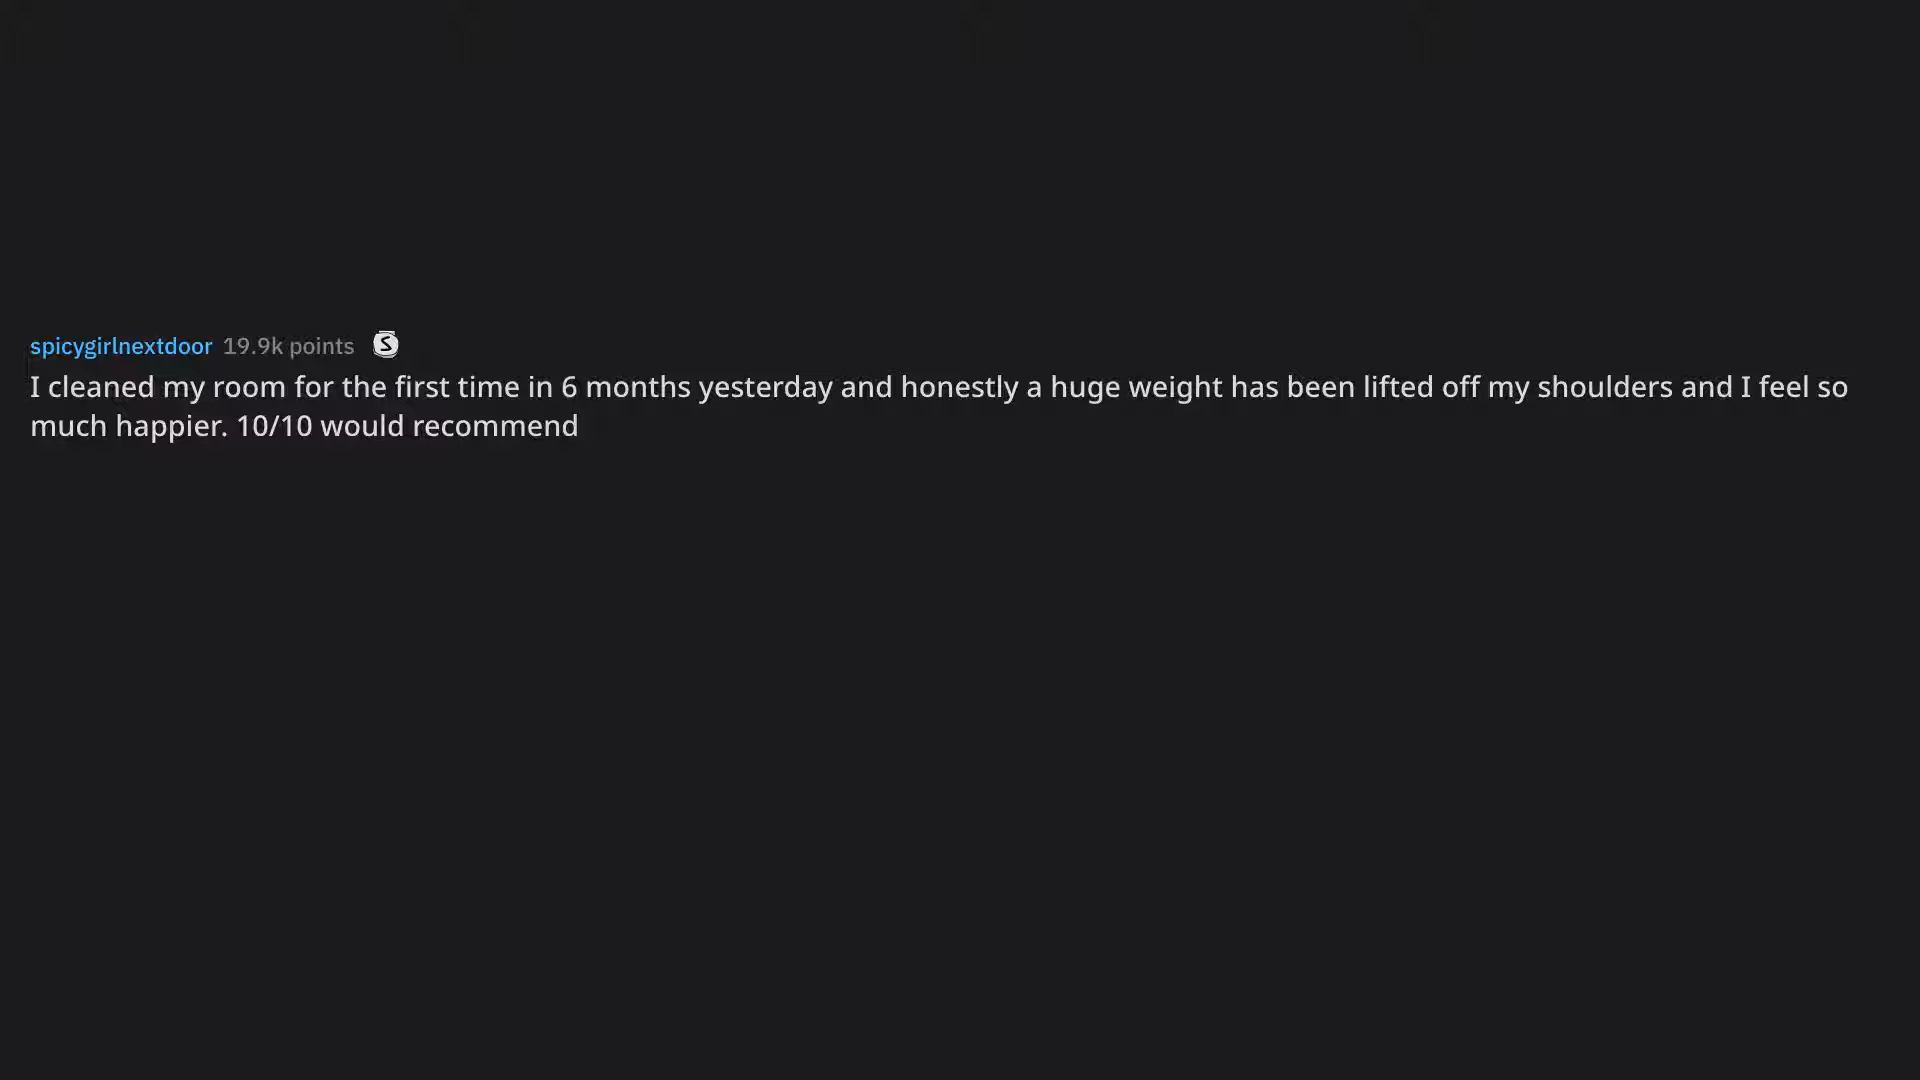 spicygirlnextdoor 19.9k points S
I cleaned my room for the first time in 6 months yesterday and honestly a huge weight has been lifted off my shoulders and I feel so
much happier. 10/10 would recommend